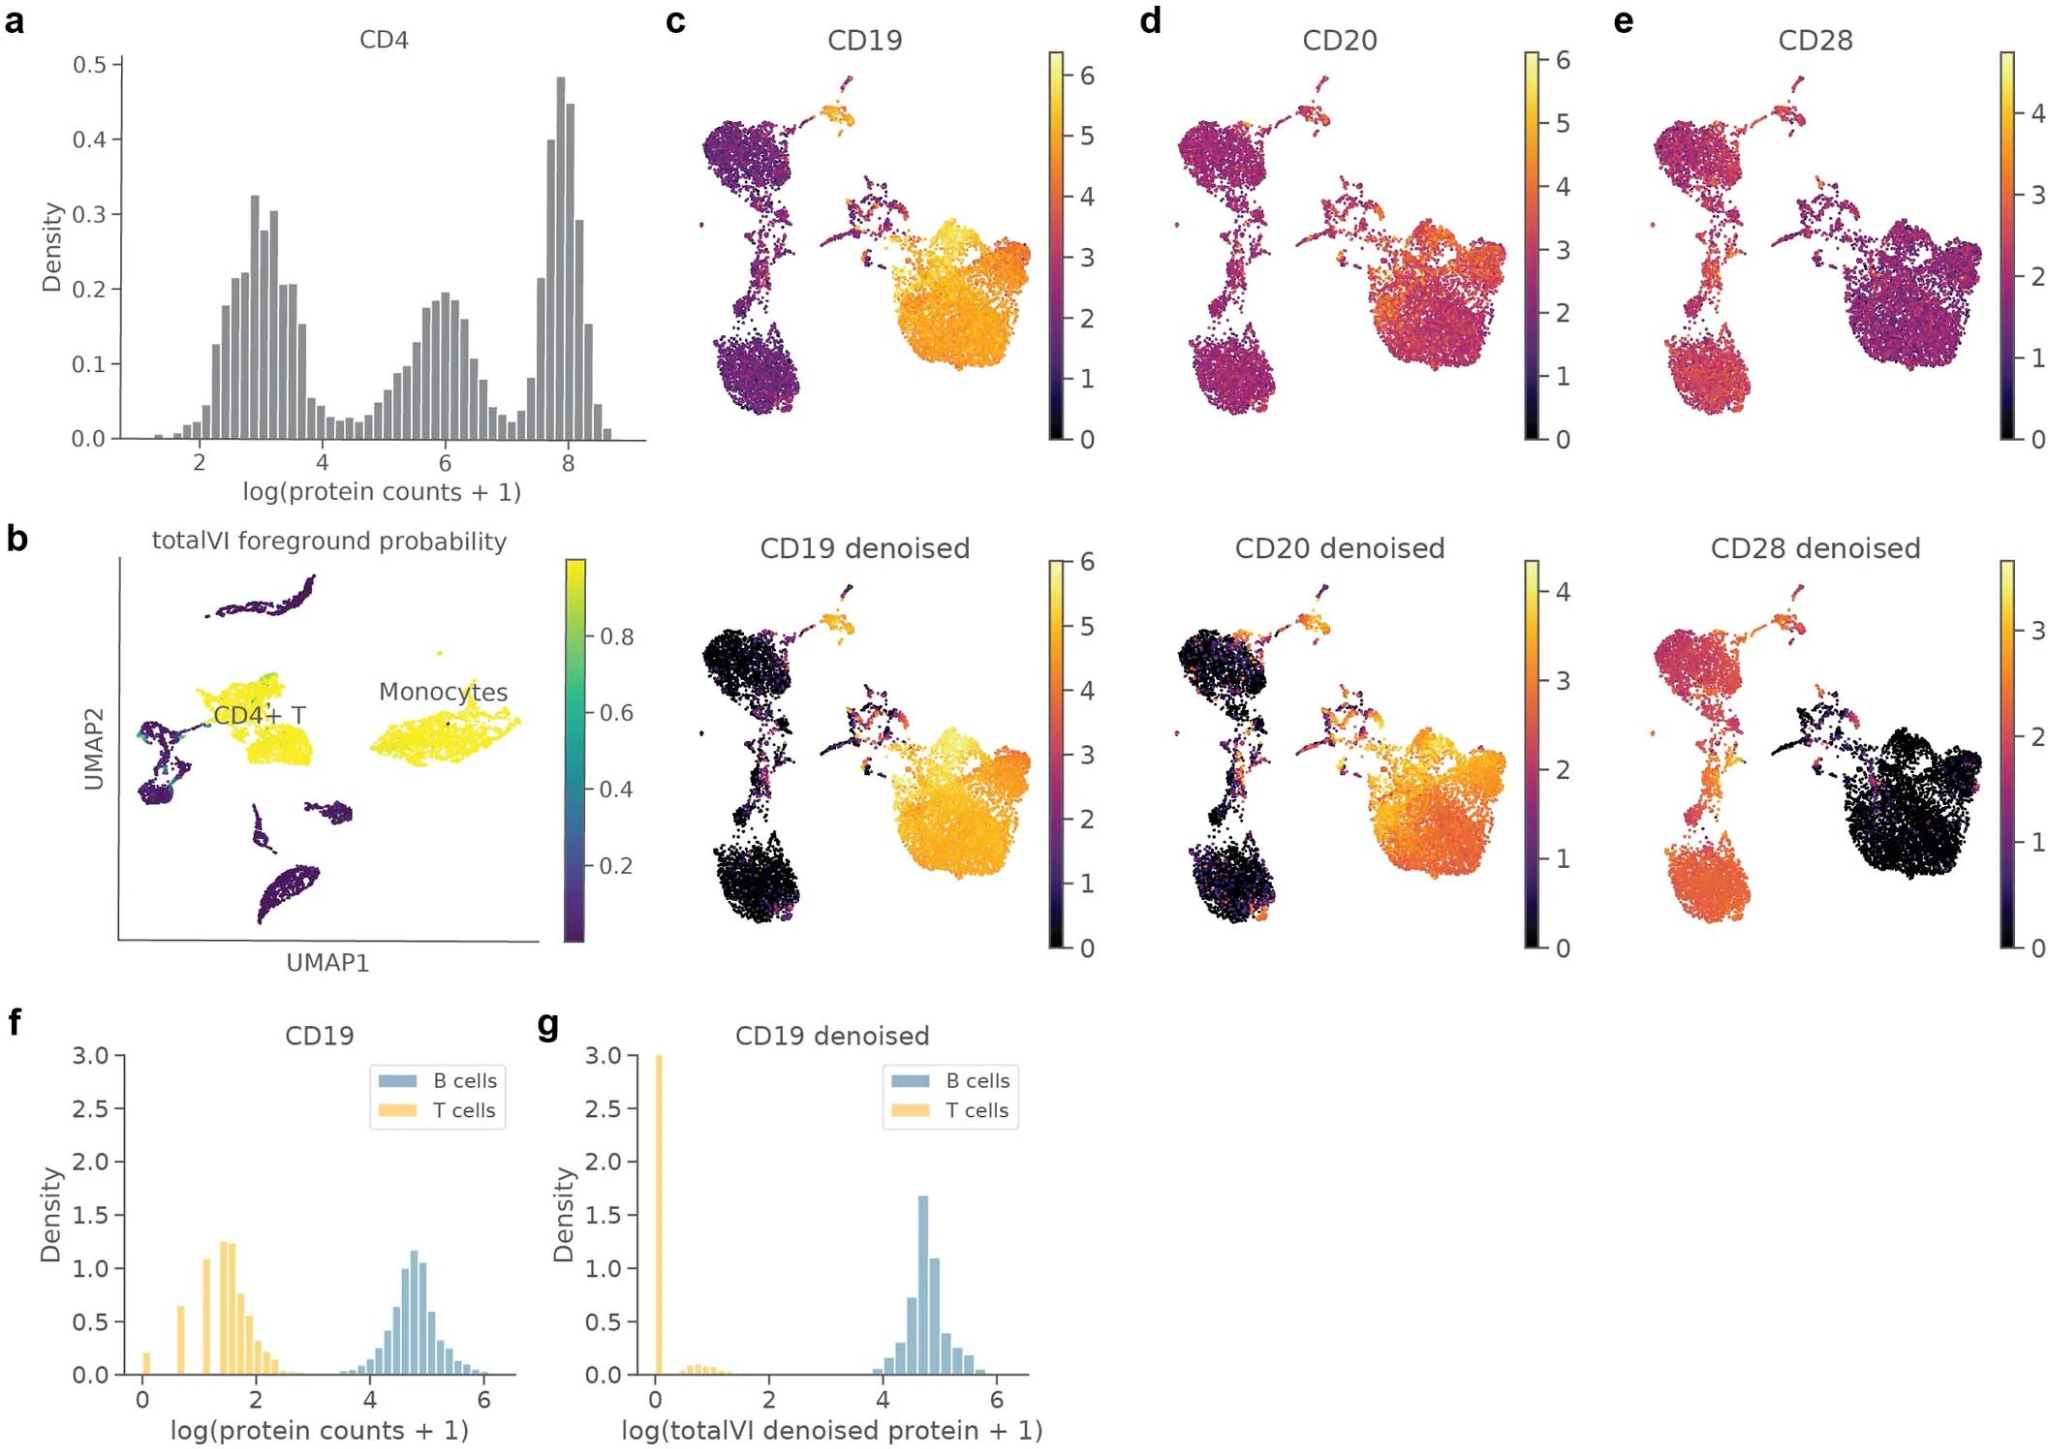 a
CD4
0.5
0.4
0.3
0.2
0.1
0.0
Density
2 4 6 8
log(protein counts + 1)
b
totalVI foreground probability
CD4+ T
Monocytes
0.8
0.6
0.4
0.2
UMAP2
UMAP1
c
CD19
6
5
4
3
2
1
0
CD19 denoised
6
5
4
3
2
1
0
d
CD20
6
5
4
3
2
1
0
CD20 denoised
4
3
2
1
0
e
CD28
4
3
2
1
0
CD28 denoised
3
2
1
0
f
CD19
B cells
T cells
3.0
2.5
2.0
1.5
1.0
0.5
0.0
Density
0 2 4 6
log(protein counts + 1)
g
CD19 denoised
B cells
T cells
3.0
2.5
2.0
1.5
1.0
0.5
0.0
Density
0 2 4 6
log(totalVI denoised protein + 1)